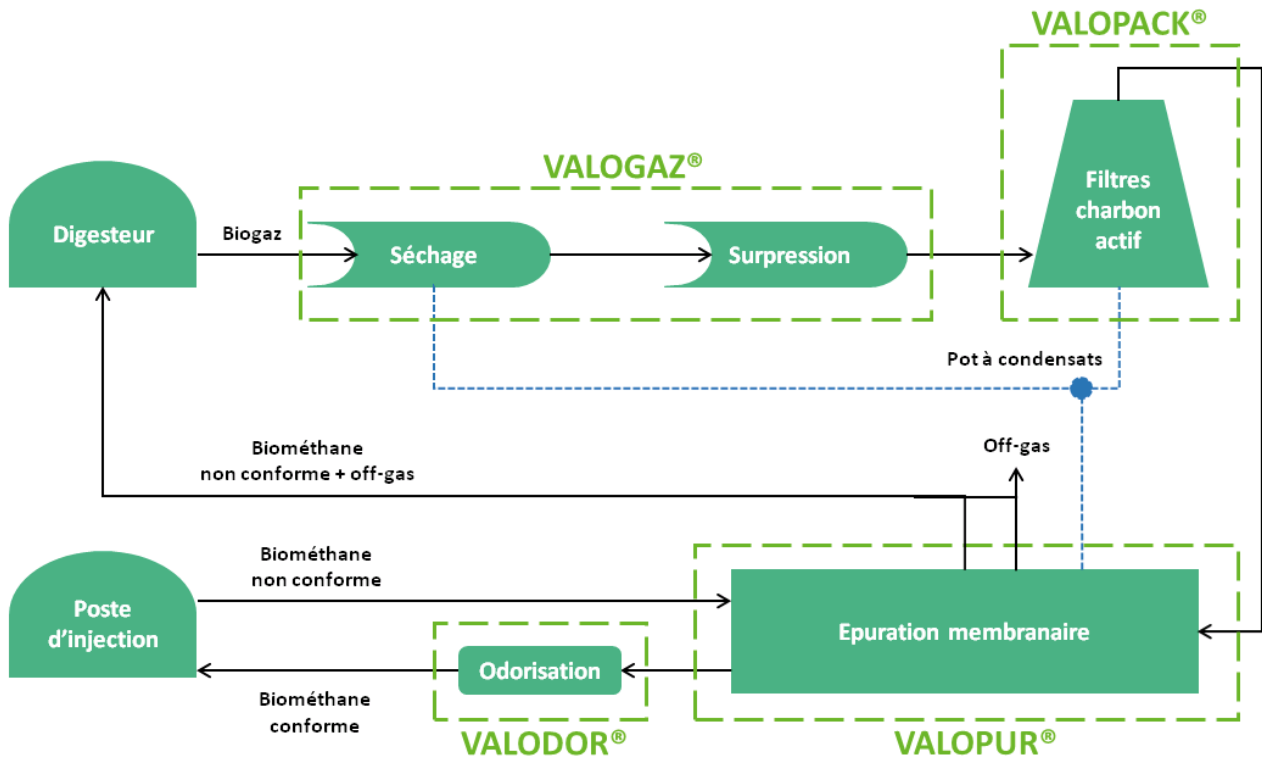 VALOPACK®
VALOGAZ®
Filtres
charbon
actif
Digesteur
Biogaz
Séchage
Surpression
Pot à condensats
Biométhane
non conforme + off-gas
Off-gas
Biométhane
non conforme
Poste
d’injection
Epuration membranaire
Odorisation
Biométhane
conforme
VALODOR®
VALOPUR®